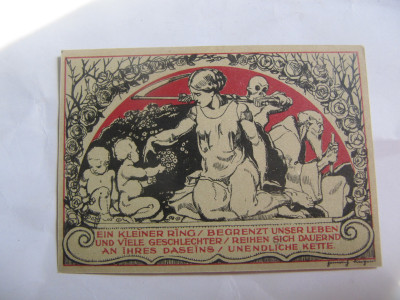 EIN KLEINER RING / BEGRENZT UNSER LEBEN
UND VIELE GESCHLECHTER / REIHEN SICH DAUERND
AN IHRES DASEINS / UNENDLICHE KETTE.